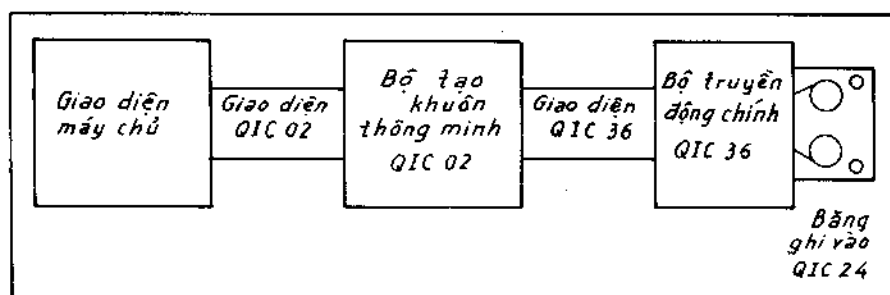 Giao diện
máy chủ
Giao diện
QIC 02
Bộ tạo
khuôn
thông minh
QIC 02
Giao diện
QIC 36
Bộ truyền
động chính
QIC 36
Băng
ghi vào
QIC 24